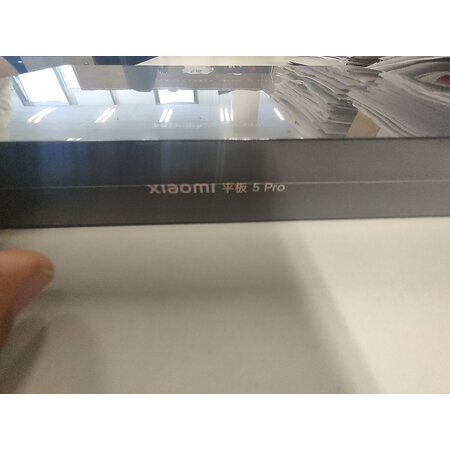 xiaomi 平板 5 Pro